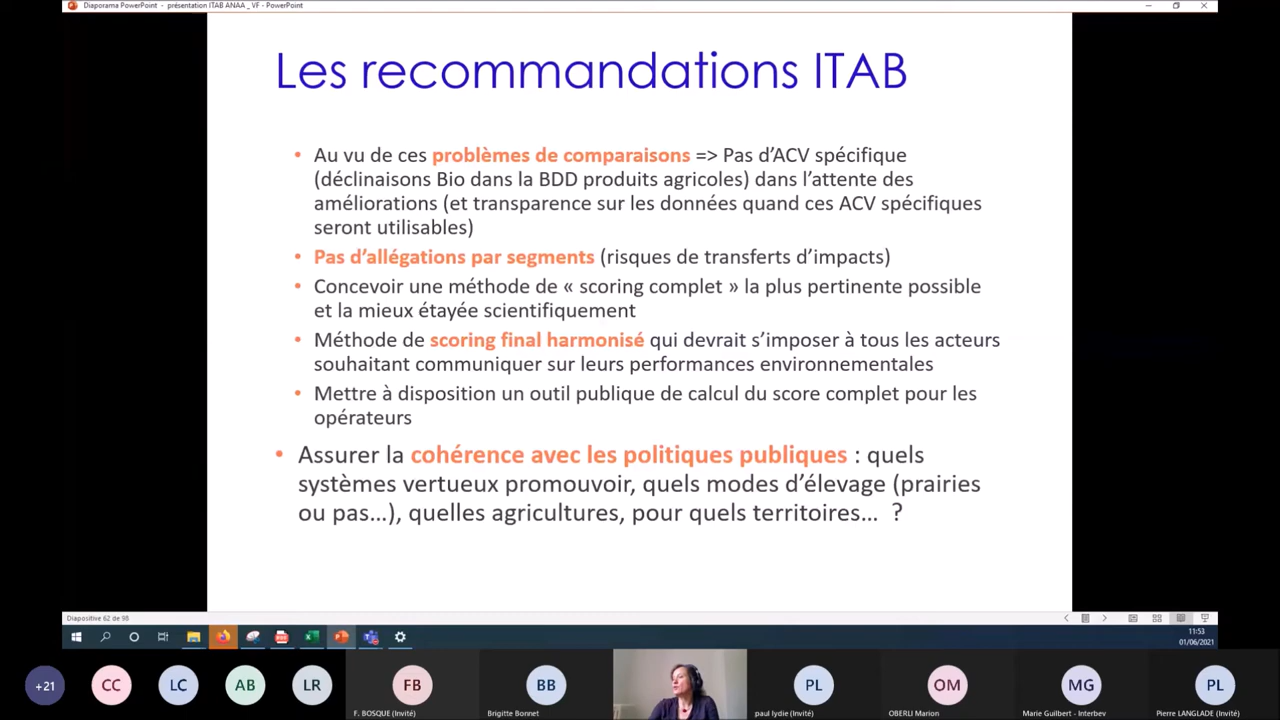 Diaporama PowerPoint - présentation ITAB ANAA _ VF - PowerPoint
Les recommandations ITAB
• Au vu de ces problèmes de comparaisons => Pas d’ACV spécifique
(déclinaisons Bio dans la BDD produits agricoles) dans l’attente des
améliorations (et transparence sur les données quand ces ACV spécifiques
seront utilisables)
• Pas d’allégations par segments (risques de transferts d’impacts)
• Concevoir une méthode de « scoring complet » la plus pertinente possible
et la mieux étayée scientifiquement
• Méthode de scoring final harmonisé qui devrait s’imposer à tous les acteurs
souhaitant communiquer sur leurs performances environnementales
• Mettre à disposition un outil publique de calcul du score complet pour les
opérateurs
• Assurer la cohérence avec les politiques publiques : quels
systèmes vertueux promouvoir, quels modes d’élevage (prairies
ou pas…), quelles agricultures, pour quels territoires… ?
Diapositive 62 de 98
11:53
01/06/2021
+21
CC
LC
AB
LR
FB
BB
PL
OM
MG
PL
F. BOSQUE (Invité)
Brigitte Bonnet
paul lydie (Invité)
OBERLI Marion
Marie Guilbert - Interbev
Pierre LANGLADE (Invité)